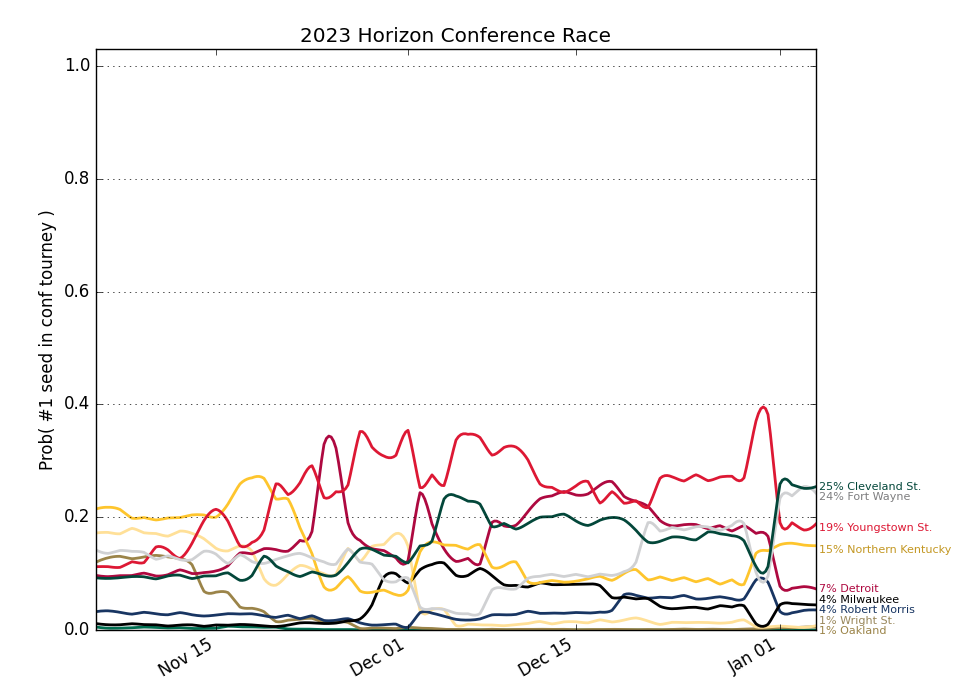 2023 Horizon Conference Race
Prob( #1 seed in conf tourney )
1.0
0.8
0.6
0.4
0.2
0.0
Nov 15
Dec 01
Dec 15
Jan 01
25% Cleveland St.
24% Fort Wayne
19% Youngstown St.
15% Northern Kentucky
7% Detroit
4% Milwaukee
4% Robert Morris
1% Wright St.
1% Oakland